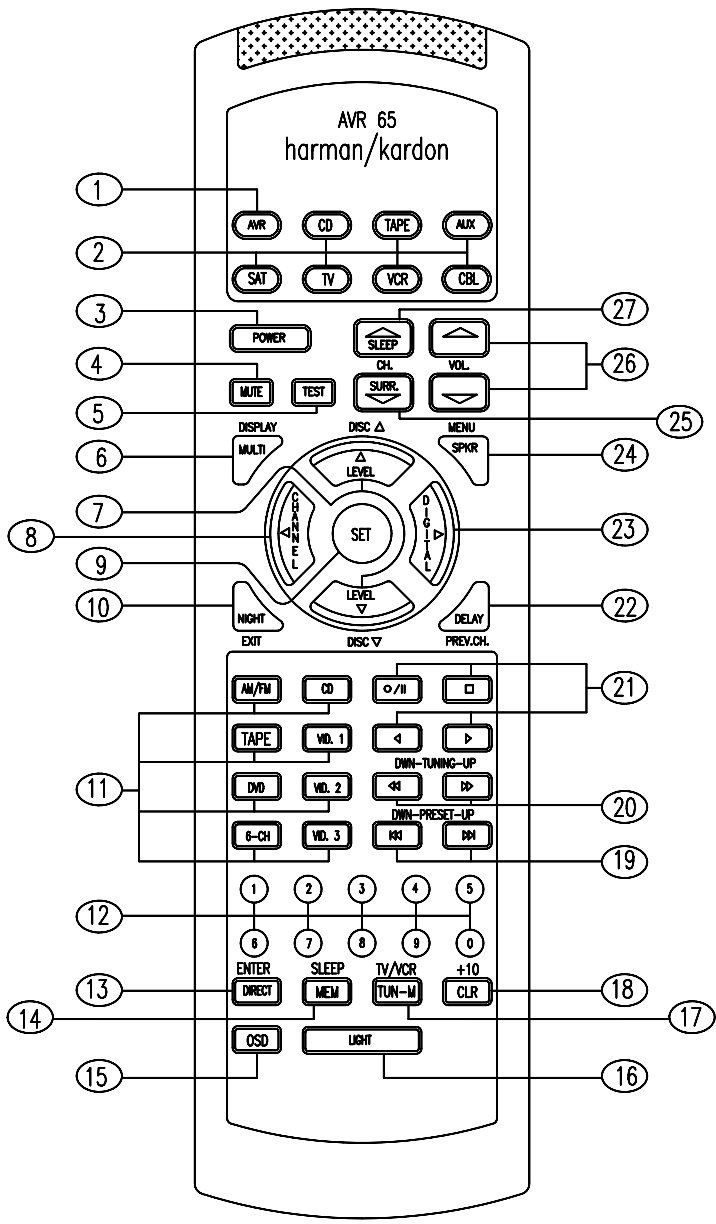 AVR 65
harman/kardon
1
AVR CD TAPE AUX
2
SAT TV VCR CBL
3 27
POWER SLEEP
CH. VOL. 26
4
MUTE TEST SURR.
5 25
DISPLAY DISC △ MENU
6 MULTI △ SPKR 24
LEVEL
7
8 CHANNEL ◁ SET DIGITAL ▷ 23
9
LEVEL
10 NIGHT ▽ DELAY 22
EXIT DISC ▽ PREV.CH.
AM/FM CD ○/II □ 21
TAPE VID. 1 ◁ ▷
DWN-TUNING-UP
11 DVD VID. 2 ◁◁ ▷▷ 20
DWN-PRESET-UP
6-CH VID. 3 |◁◁ ▷▷| 19
1 2 3 4 5
12
6 7 8 9 0
ENTER SLEEP TV/VCR +10
13 DIRECT MEM TUN-M CLR 18
14 17
OSD LIGHT
15 16